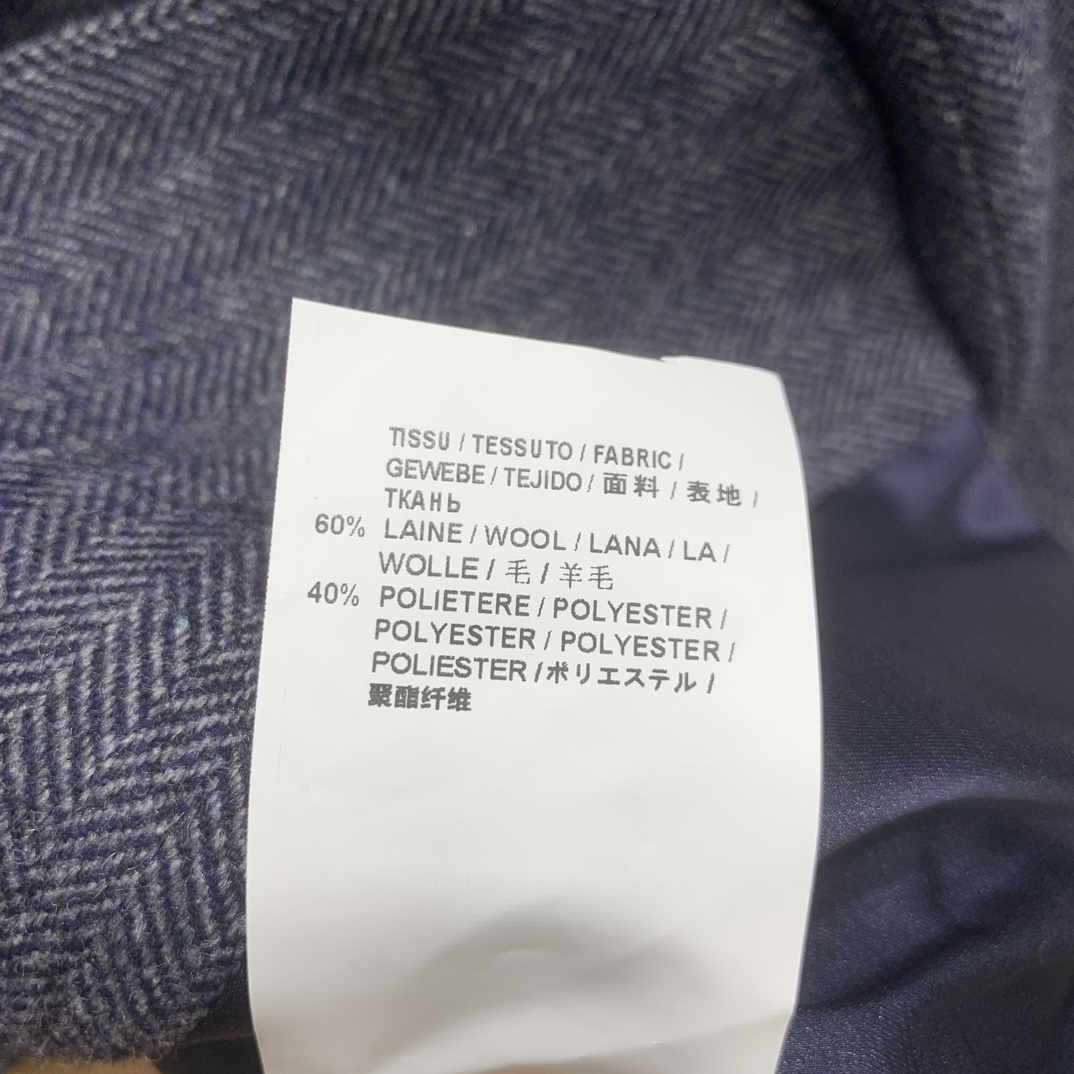 TISSU / TESSUTO / FABRIC /
GEWEBE / TEJIDO / 面料 / 表地 /
ТКАНЬ
60% LAINE / WOOL / LANA / LA /
WOLLE / 毛 / 羊毛
40% POLIETERE / POLYESTER /
POLYESTER / POLYESTER /
POLIESTER / ポリエステル /
聚酯纤维